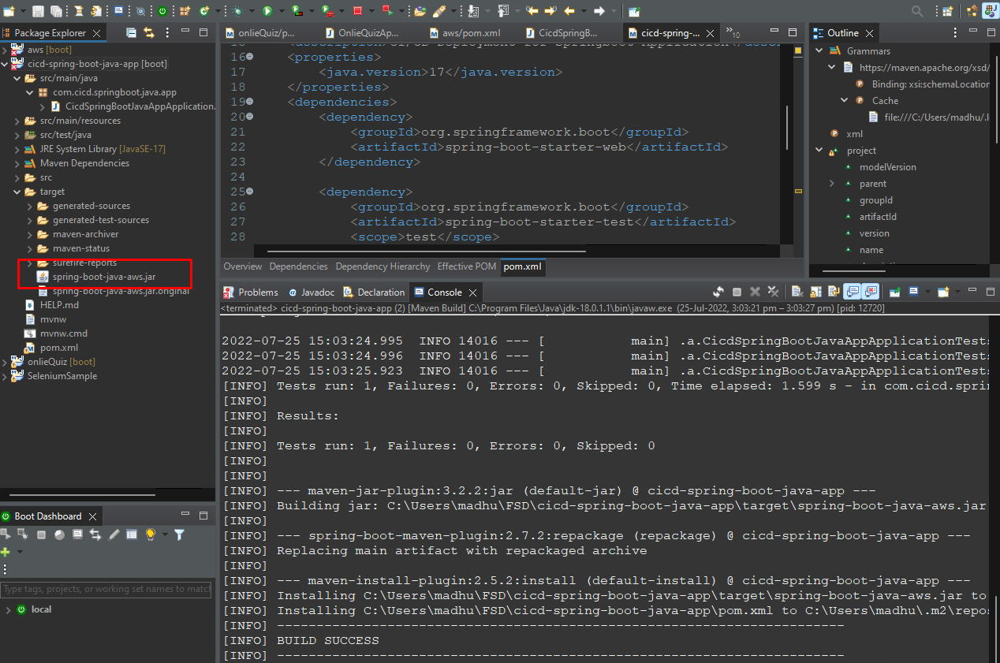 Package Explorer
aws [boot]
cicd-spring-boot-java-app [boot]
src/main/java
com.cicd.springboot.java.app
CicdSpringBootJavaAppApplication.
src/main/resources
src/test/java
JRE System Library [JavaSE-17]
Maven Dependencies
src
target
generated-sources
generated-test-sources
maven-archiver
maven-status
surefire-reports
spring-boot-java-aws.jar
spring-boot-java-aws.jar.original
HELP.md
mvnw
mvnw.cmd
pom.xml
onlieQuiz [boot]
SeleniumSample
Boot Dashboard
Type tags, projects, or working set names to match
local
onlieQuiz/p... OnlieQuizAp... aws/pom.xml CicdSpringB... cicd-spring-... »10
16 <properties>
17 <java.version>17</java.version>
18 </properties>
19 <dependencies>
20 <dependency>
21 <groupId>org.springframework.boot</groupId>
22 <artifactId>spring-boot-starter-web</artifactId>
23 </dependency>
24
25 <dependency>
26 <groupId>org.springframework.boot</groupId>
27 <artifactId>spring-boot-starter-test</artifactId>
28 <scope>test</scope>
Overview Dependencies Dependency Hierarchy Effective POM pom.xml
Outline
Grammars
https://maven.apache.org/xsd/
Binding: xsi:schemaLocation
Cache
file:///C:/Users/madhu/.l
xml
project
modelVersion
parent
groupId
artifactId
version
name
Problems Javadoc Declaration Console
<terminated> cicd-spring-boot-java-app (2) [Maven Build] C:\Program Files\Java\jdk-18.0.1.1\bin\javaw.exe (25-Jul-2022, 3:03:21 pm – 3:03:27 pm) [pid: 12720]
2022-07-25 15:03:24.995 INFO 14016 --- [ main] .a.CicdSpringBootJavaAppApplicationTests
2022-07-25 15:03:24.996 INFO 14016 --- [ main] .a.CicdSpringBootJavaAppApplicationTests
2022-07-25 15:03:25.923 INFO 14016 --- [ main] .a.CicdSpringBootJavaAppApplicationTests
[INFO] Tests run: 1, Failures: 0, Errors: 0, Skipped: 0, Time elapsed: 1.599 s - in com.cicd.sprin
[INFO]
[INFO] Results:
[INFO]
[INFO] Tests run: 1, Failures: 0, Errors: 0, Skipped: 0
[INFO]
[INFO]
[INFO] --- maven-jar-plugin:3.2.2:jar (default-jar) @ cicd-spring-boot-java-app ---
[INFO] Building jar: C:\Users\madhu\FSD\cicd-spring-boot-java-app\target\spring-boot-java-aws.jar
[INFO]
[INFO] --- spring-boot-maven-plugin:2.7.2:repackage (repackage) @ cicd-spring-boot-java-app ---
[INFO] Replacing main artifact with repackaged archive
[INFO]
[INFO] --- maven-install-plugin:2.5.2:install (default-install) @ cicd-spring-boot-java-app ---
[INFO] Installing C:\Users\madhu\FSD\cicd-spring-boot-java-app\target\spring-boot-java-aws.jar to
[INFO] Installing C:\Users\madhu\FSD\cicd-spring-boot-java-app\pom.xml to C:\Users\madhu\.m2\repos
[INFO] ------------------------------------------------------------------------
[INFO] BUILD SUCCESS
[INFO] ------------------------------------------------------------------------